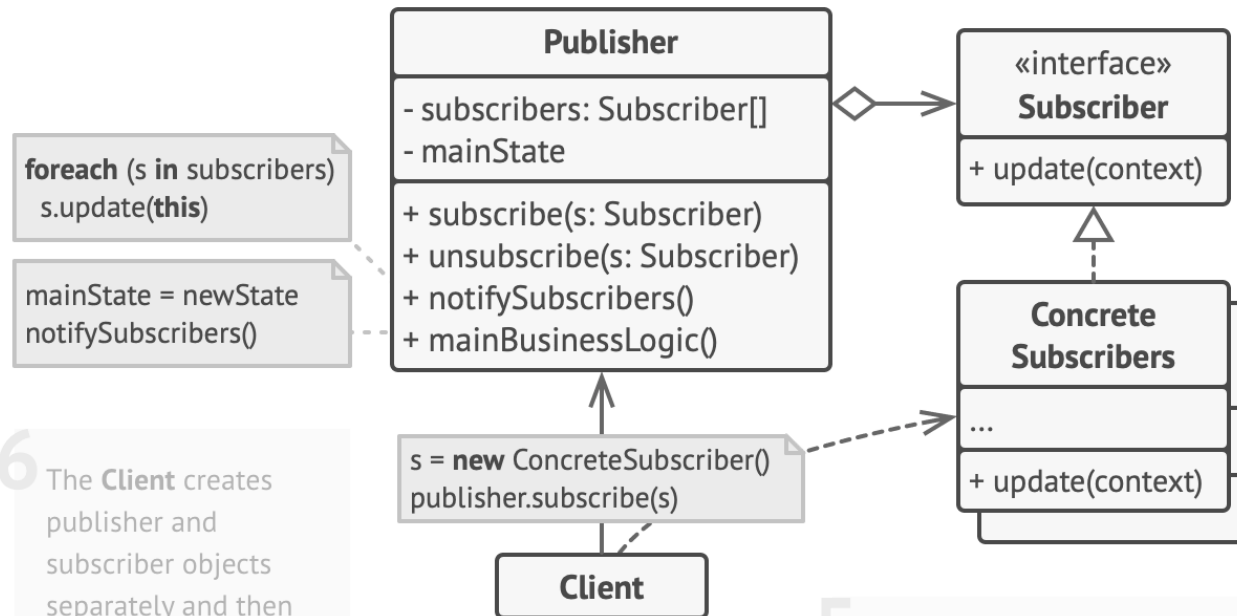 Publisher
- subscribers: Subscriber[]
- mainState
+ subscribe(s: Subscriber)
+ unsubscribe(s: Subscriber)
+ notifySubscribers()
+ mainBusinessLogic()
«interface»
Subscriber
+ update(context)
foreach (s in subscribers)
s.update(this)
mainState = newState
notifySubscribers()
Concrete
Subscribers
...
+ update(context)
s = new ConcreteSubscriber()
publisher.subscribe(s)
Client
6
The Client creates
publisher and
subscriber objects
separately and then